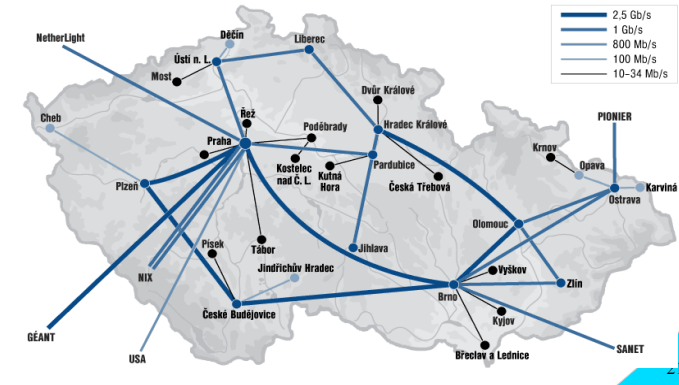 NetherLight
Děčín
Liberec
Ústí n. L.
Most
2,5 Gb/s
1 Gb/s
800 Mb/s
100 Mb/s
10–34 Mb/s
Cheb
Řež
Praha
Poděbrady
Dvůr Králové
Hradec Králové
PIONIER
Krnov
Opava
Kostelec
nad Č. L.
Kutná
Hora
Pardubice
Česká Třebová
Plzeň
Karviná
Ostrava
Olomouc
Písek
Tábor
Jihlava
NIX
Jindřichův Hradec
Vyškov
Zlín
České Budějovice
Brno
Kyjov
GÉANT
USA
Břeclav a Lednice
SANET